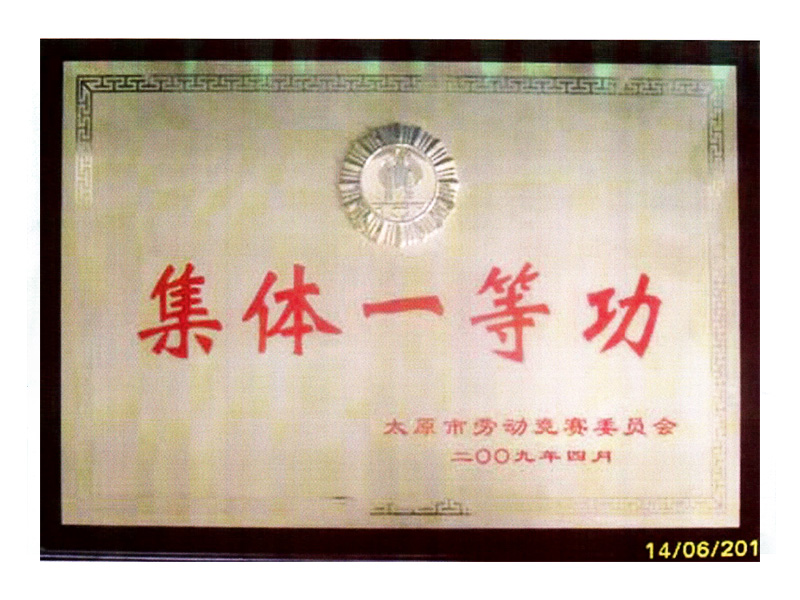 集体一等功
太原市劳动竞赛委员会
二〇〇九年四月
14/06/201